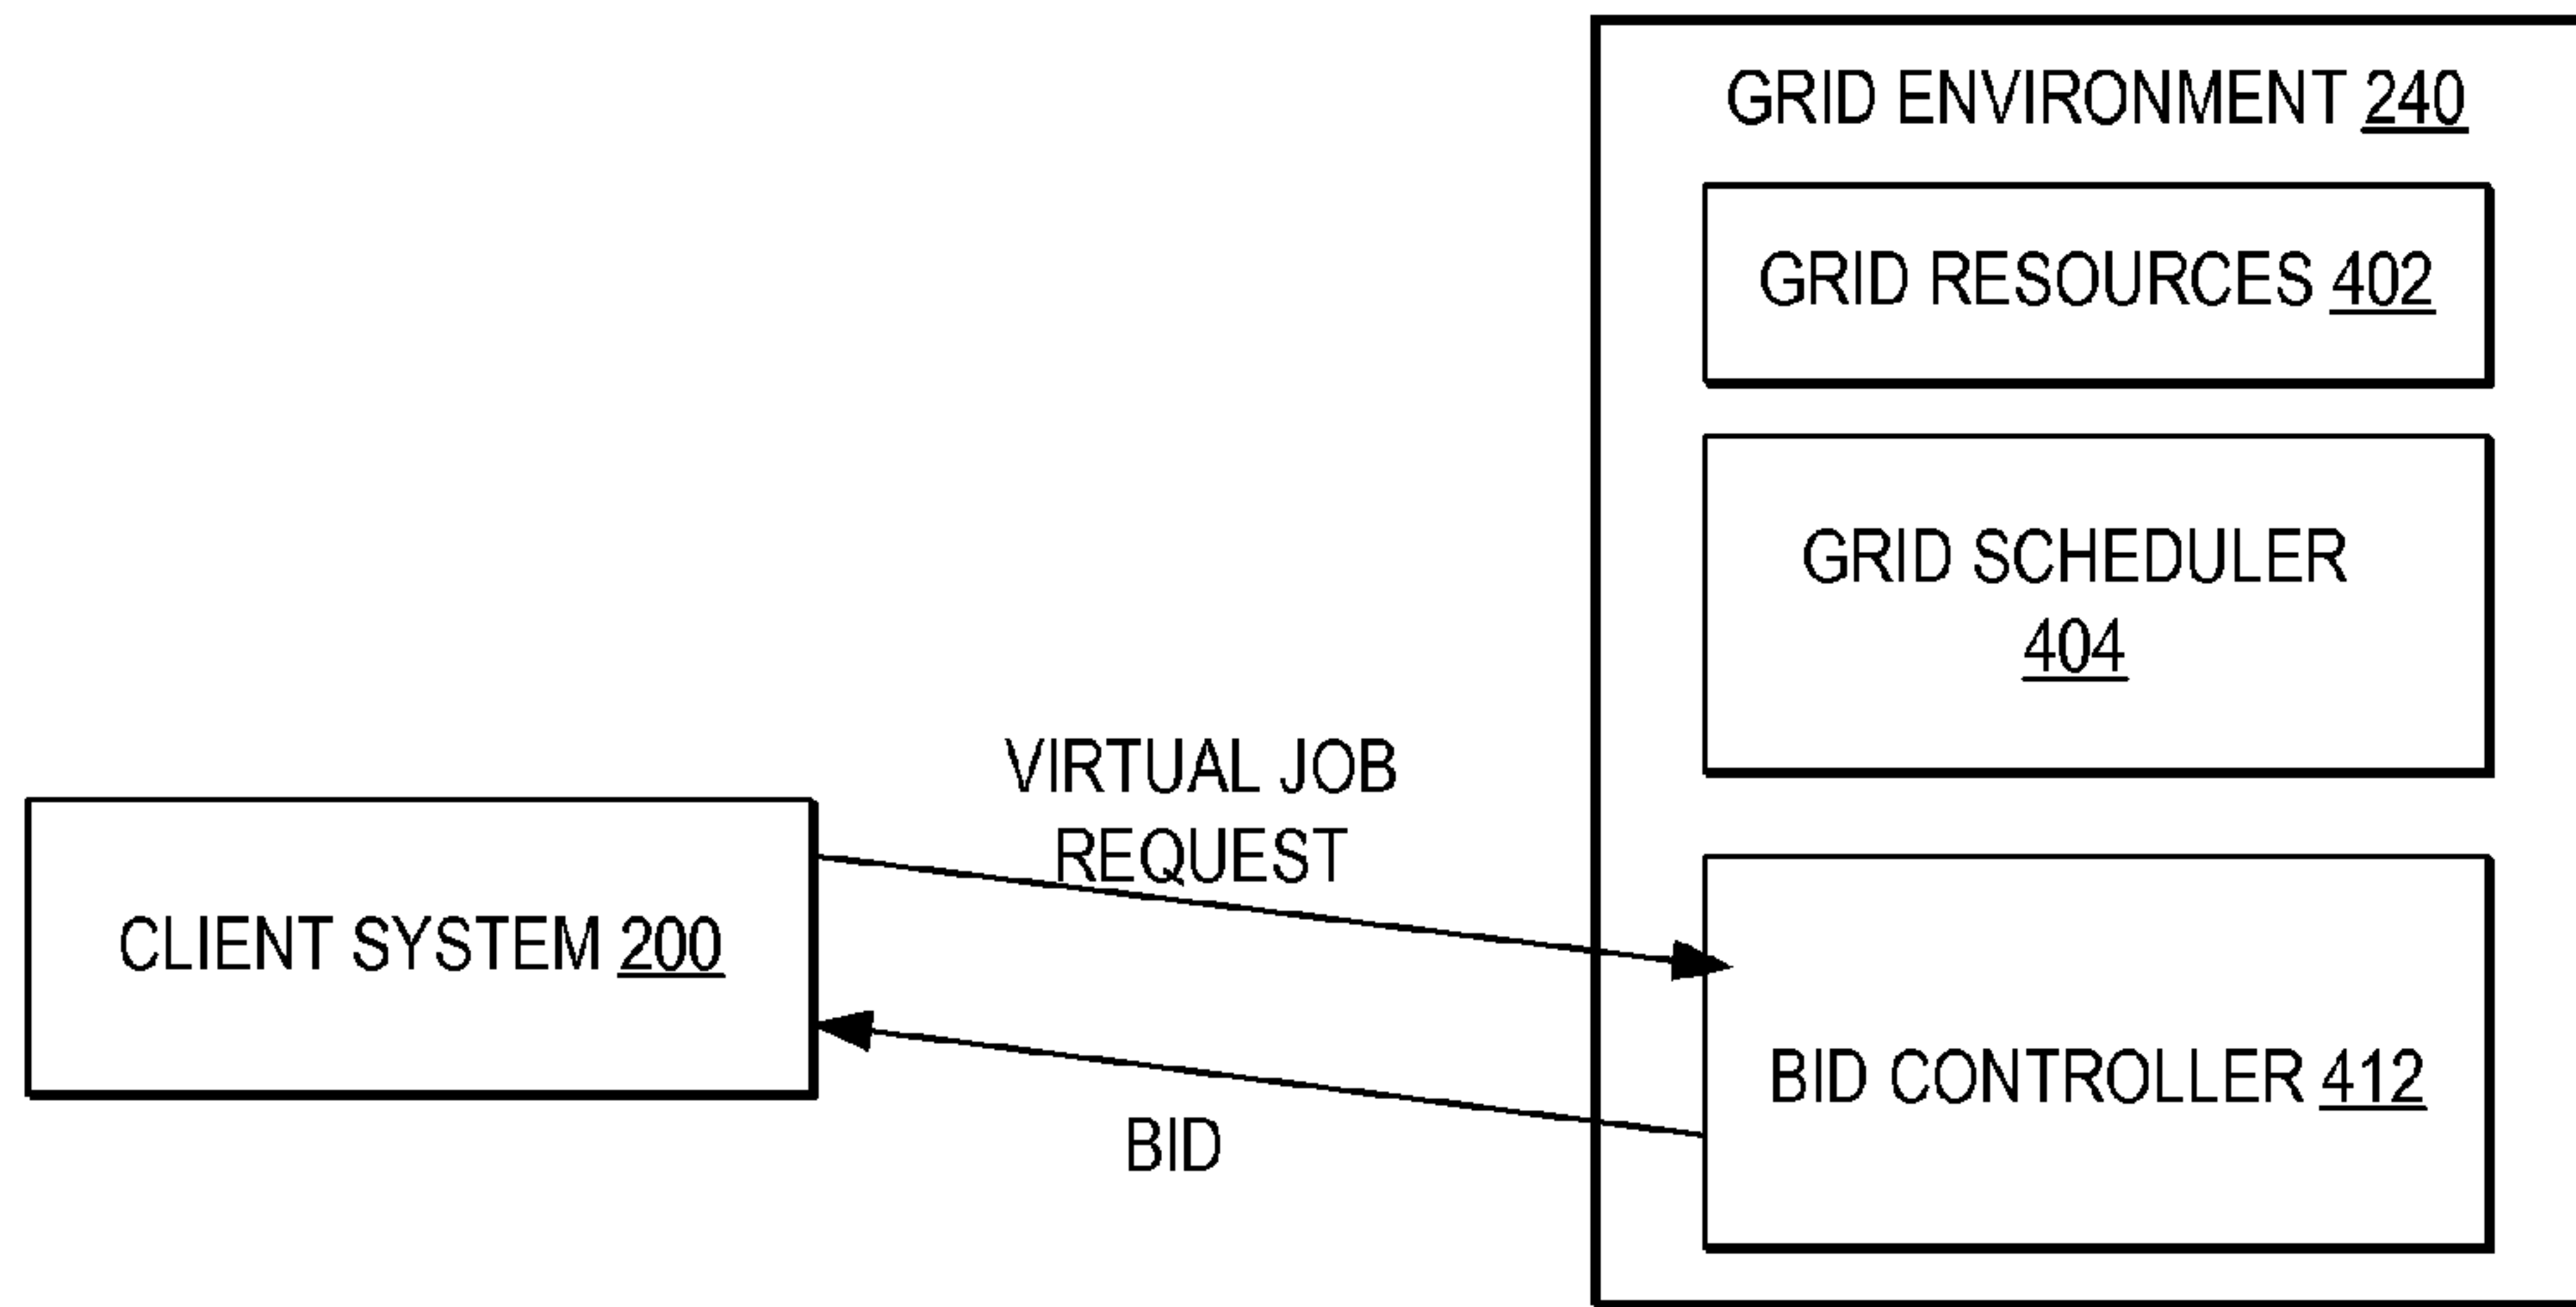 GRID ENVIRONMENT 240
GRID RESOURCES 402
GRID SCHEDULER
404
VIRTUAL JOB
REQUEST
CLIENT SYSTEM 200
BID CONTROLLER 412
BID